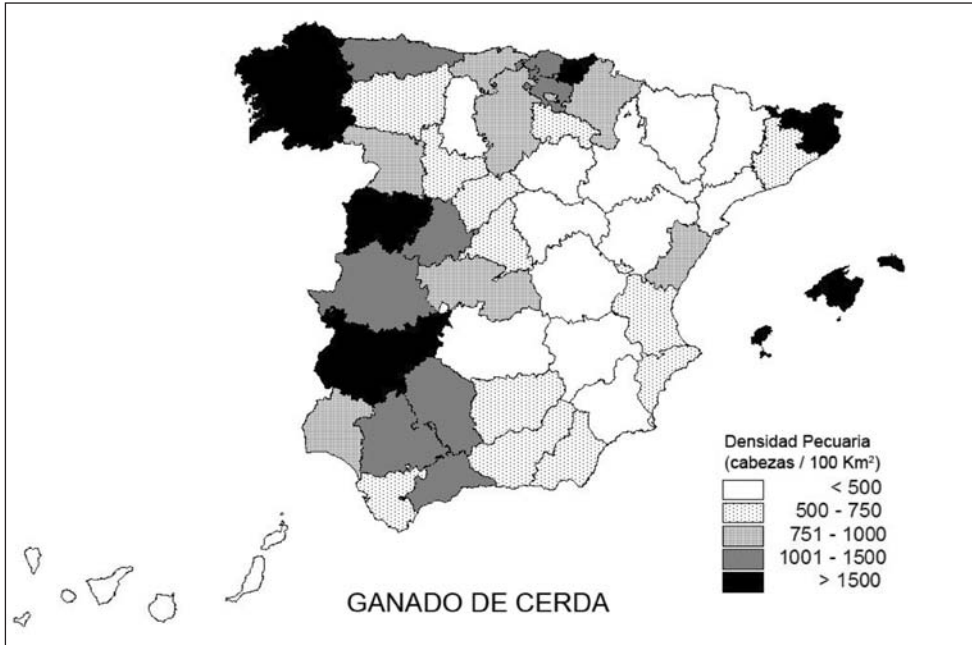 Densidad Pecuaria
(cabezas / 100 Km²)
< 500
500 - 750
751 - 1000
1001 - 1500
> 1500
GANADO DE CERDA